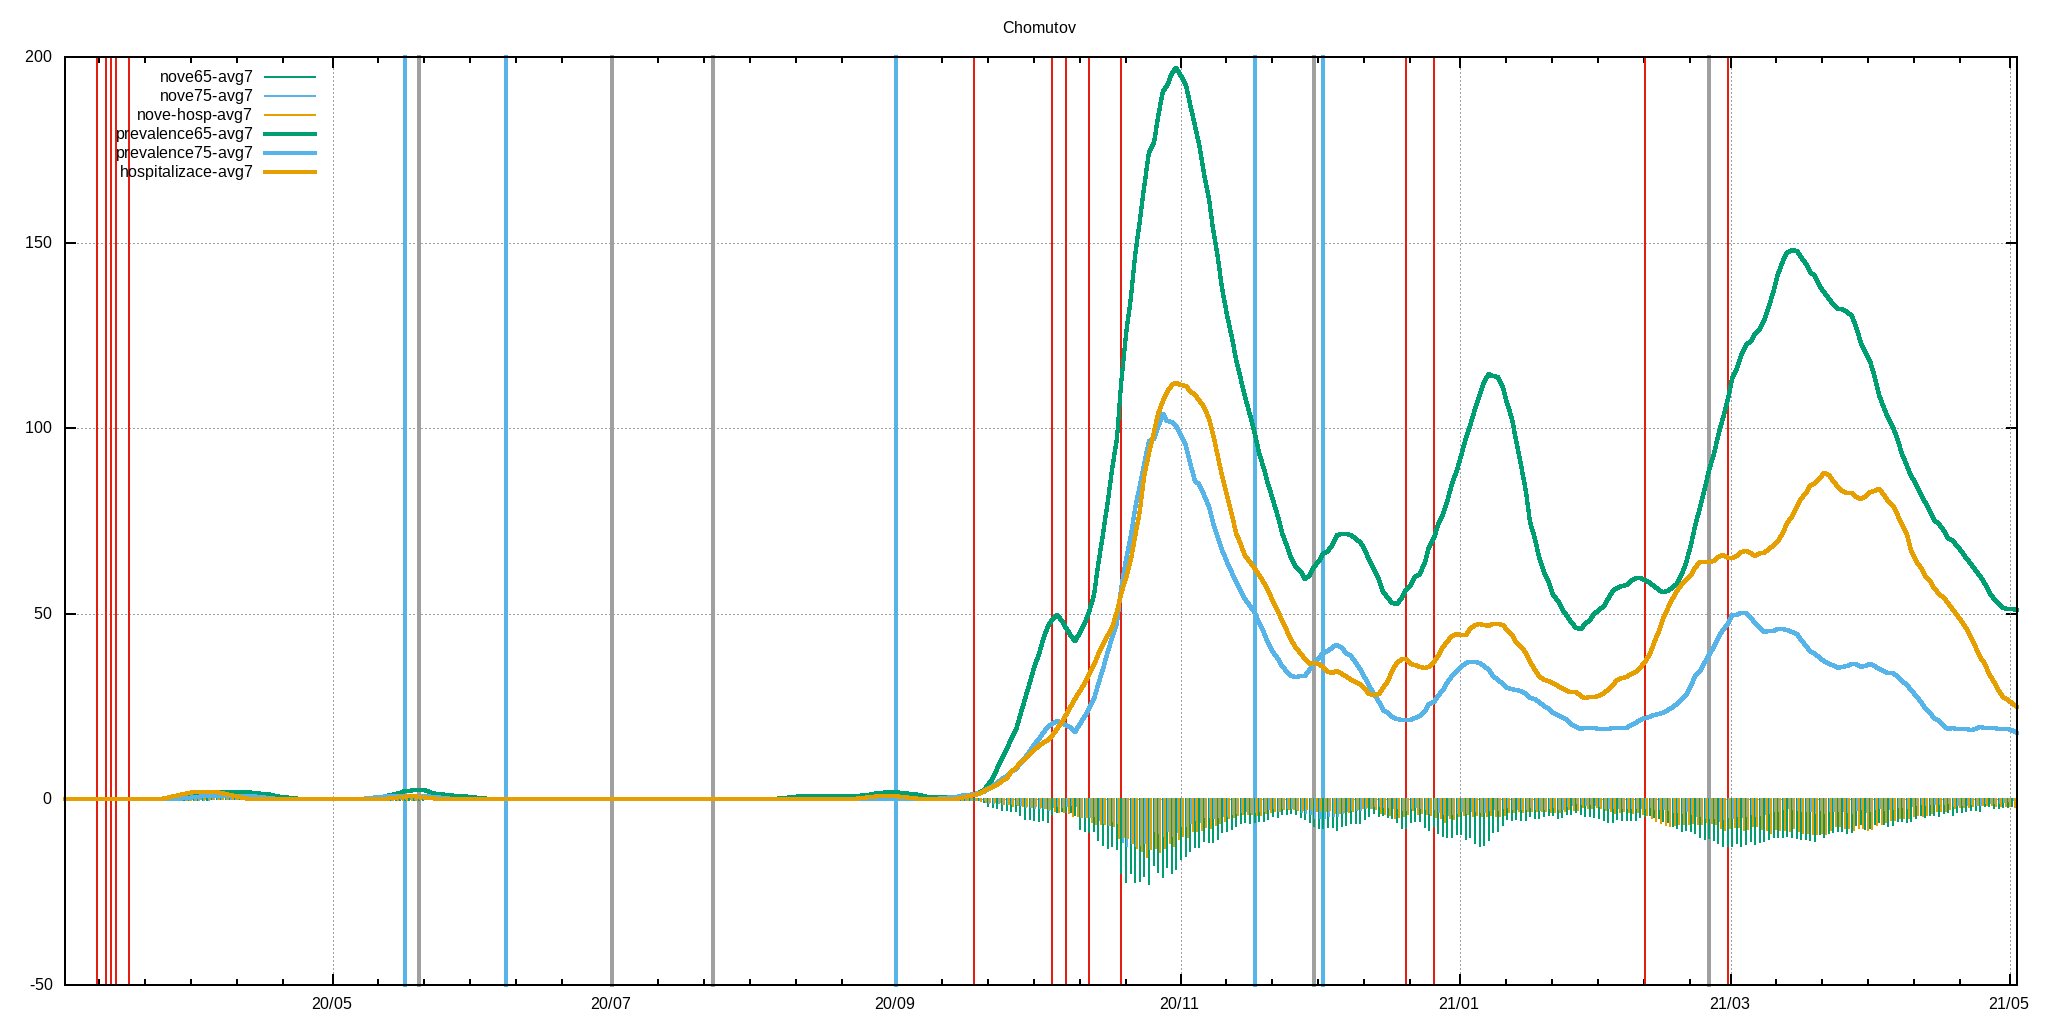 Chomutov
200
150
100
50
0
-50
nove65-avg7
nove75-avg7
nove-hosp-avg7
prevalence65-avg7
prevalence75-avg7
hospitalizace-avg7
20/05 20/07 20/09 20/11 21/01 21/03 21/05